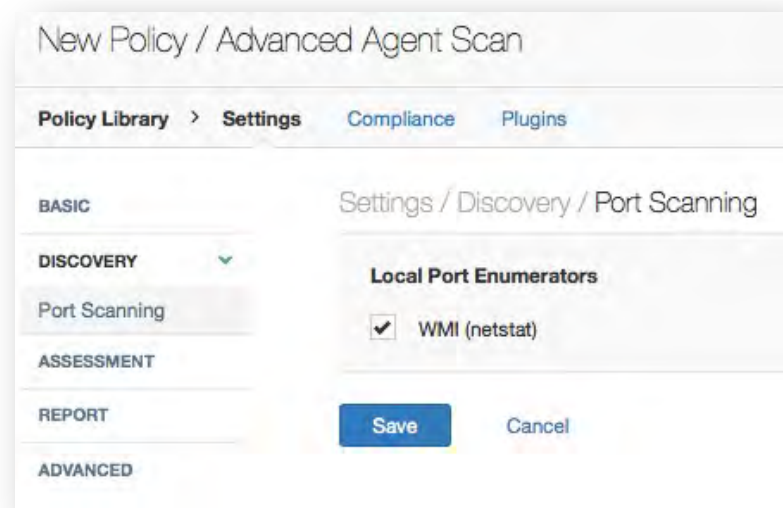 New Policy / Advanced Agent Scan
Policy Library > Settings Compliance Plugins
BASIC
DISCOVERY
Port Scanning
ASSESSMENT
REPORT
ADVANCED
Settings / Discovery / Port Scanning
Local Port Enumerators
WMI (netstat)
Save Cancel